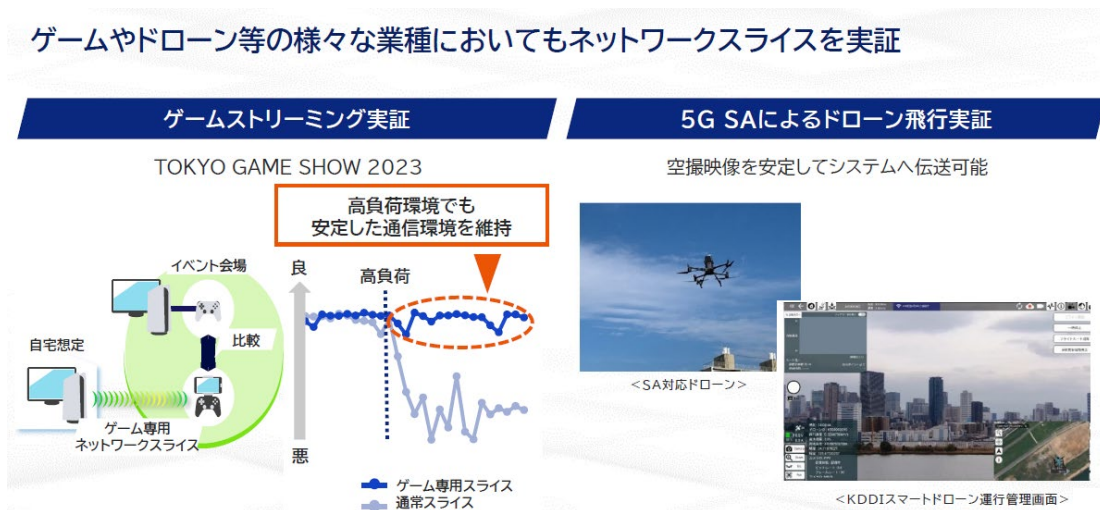 ゲームやドローン等の様々な業種においてもネットワークスライスを実証
ゲームストリーミング実証
TOKYO GAME SHOW 2023
高負荷環境でも
安定した通信環境を維持
イベント会場
良
高負荷
比較
自宅想定
ゲーム専用
ネットワークスライス
悪
ゲーム専用スライス
通常スライス
5G SAによるドローン飛行実証
空撮映像を安定してシステムへ伝送可能
<SA対応ドローン>
<KDDIスマートドローン運行管理画面>